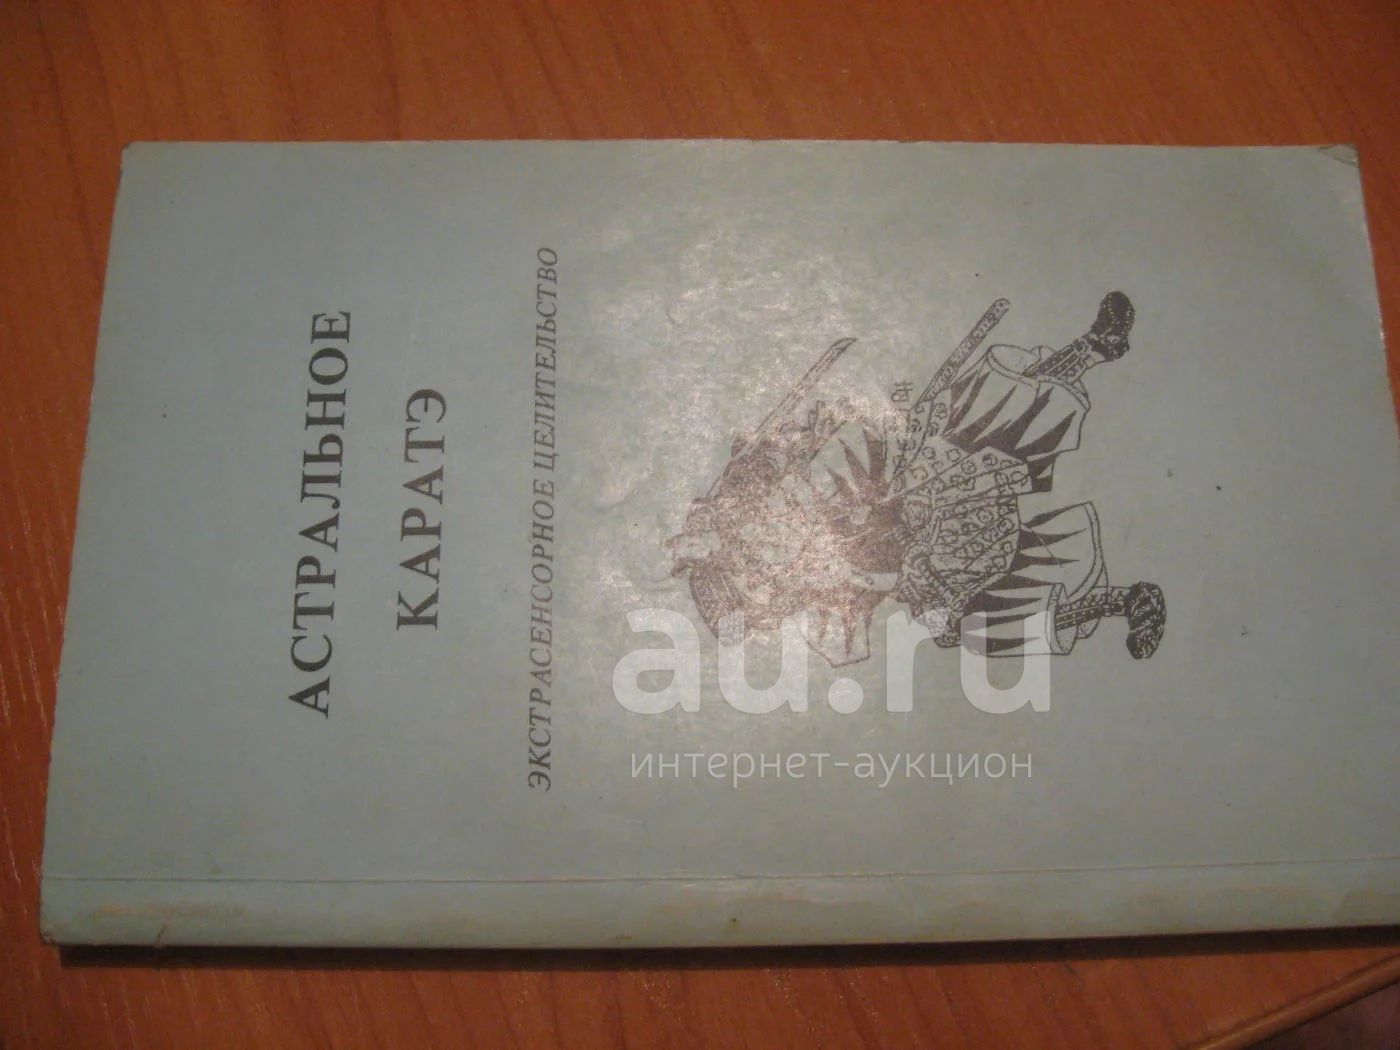 АСТРАЛЬНОЕ
КАРАТЭ
ЭКСТРАСЕНСОРНОЕ ЦЕЛИТЕЛЬСТВО
au.ru
интернет-аукцион